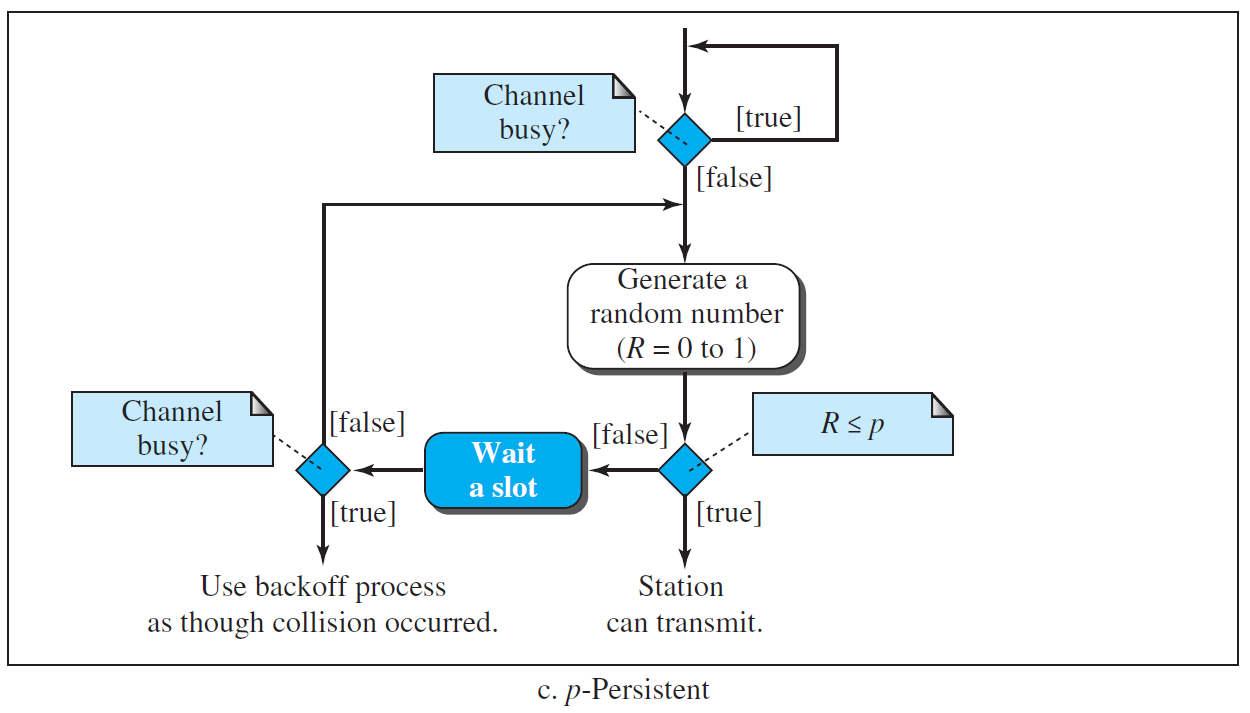 Channel
busy?
[true]
[false]
Generate a
random number
(R = 0 to 1)
Channel
busy?
[false]
Wait
a slot
[false]
R ≤ p
[true]
[true]
Use backoff process
as though collision occurred.
Station
can transmit.
c. p-Persistent